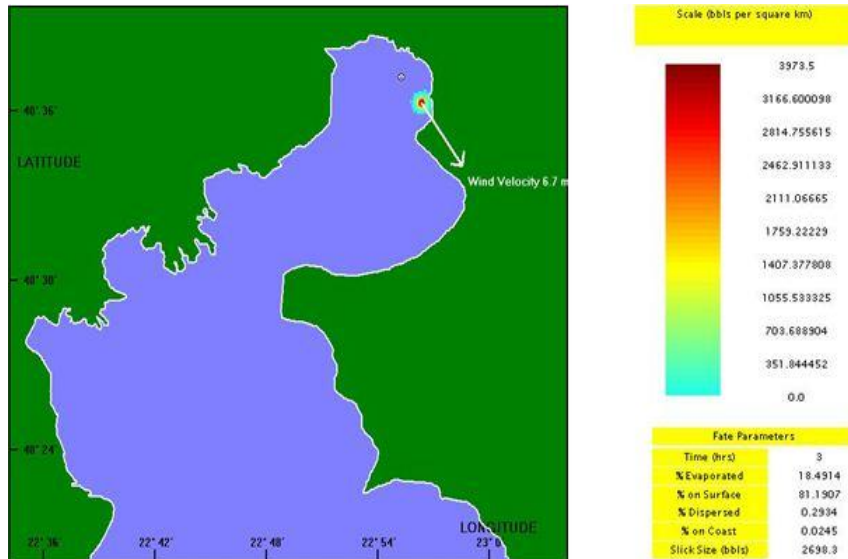 40° 36'
LATITUDE
Wind Velocity 6.7 m
40° 30'
40° 24'
LONGITUDE
22° 36' 22° 42' 22° 48' 22° 54' 23° 0'
Scale (bbls per square km)
3973.5
3166.600098
2814.755615
2462.911133
2111.06665
1759.22229
1407.377808
1055.533325
703.688904
351.844452
0.0
Fate Parameters
Time (hrs) 3
% Evaporated 18.4914
% on Surface 81.1907
% Dispersed 0.2934
% on Coast 0.0245
Slick Size (bbls) 2698.3